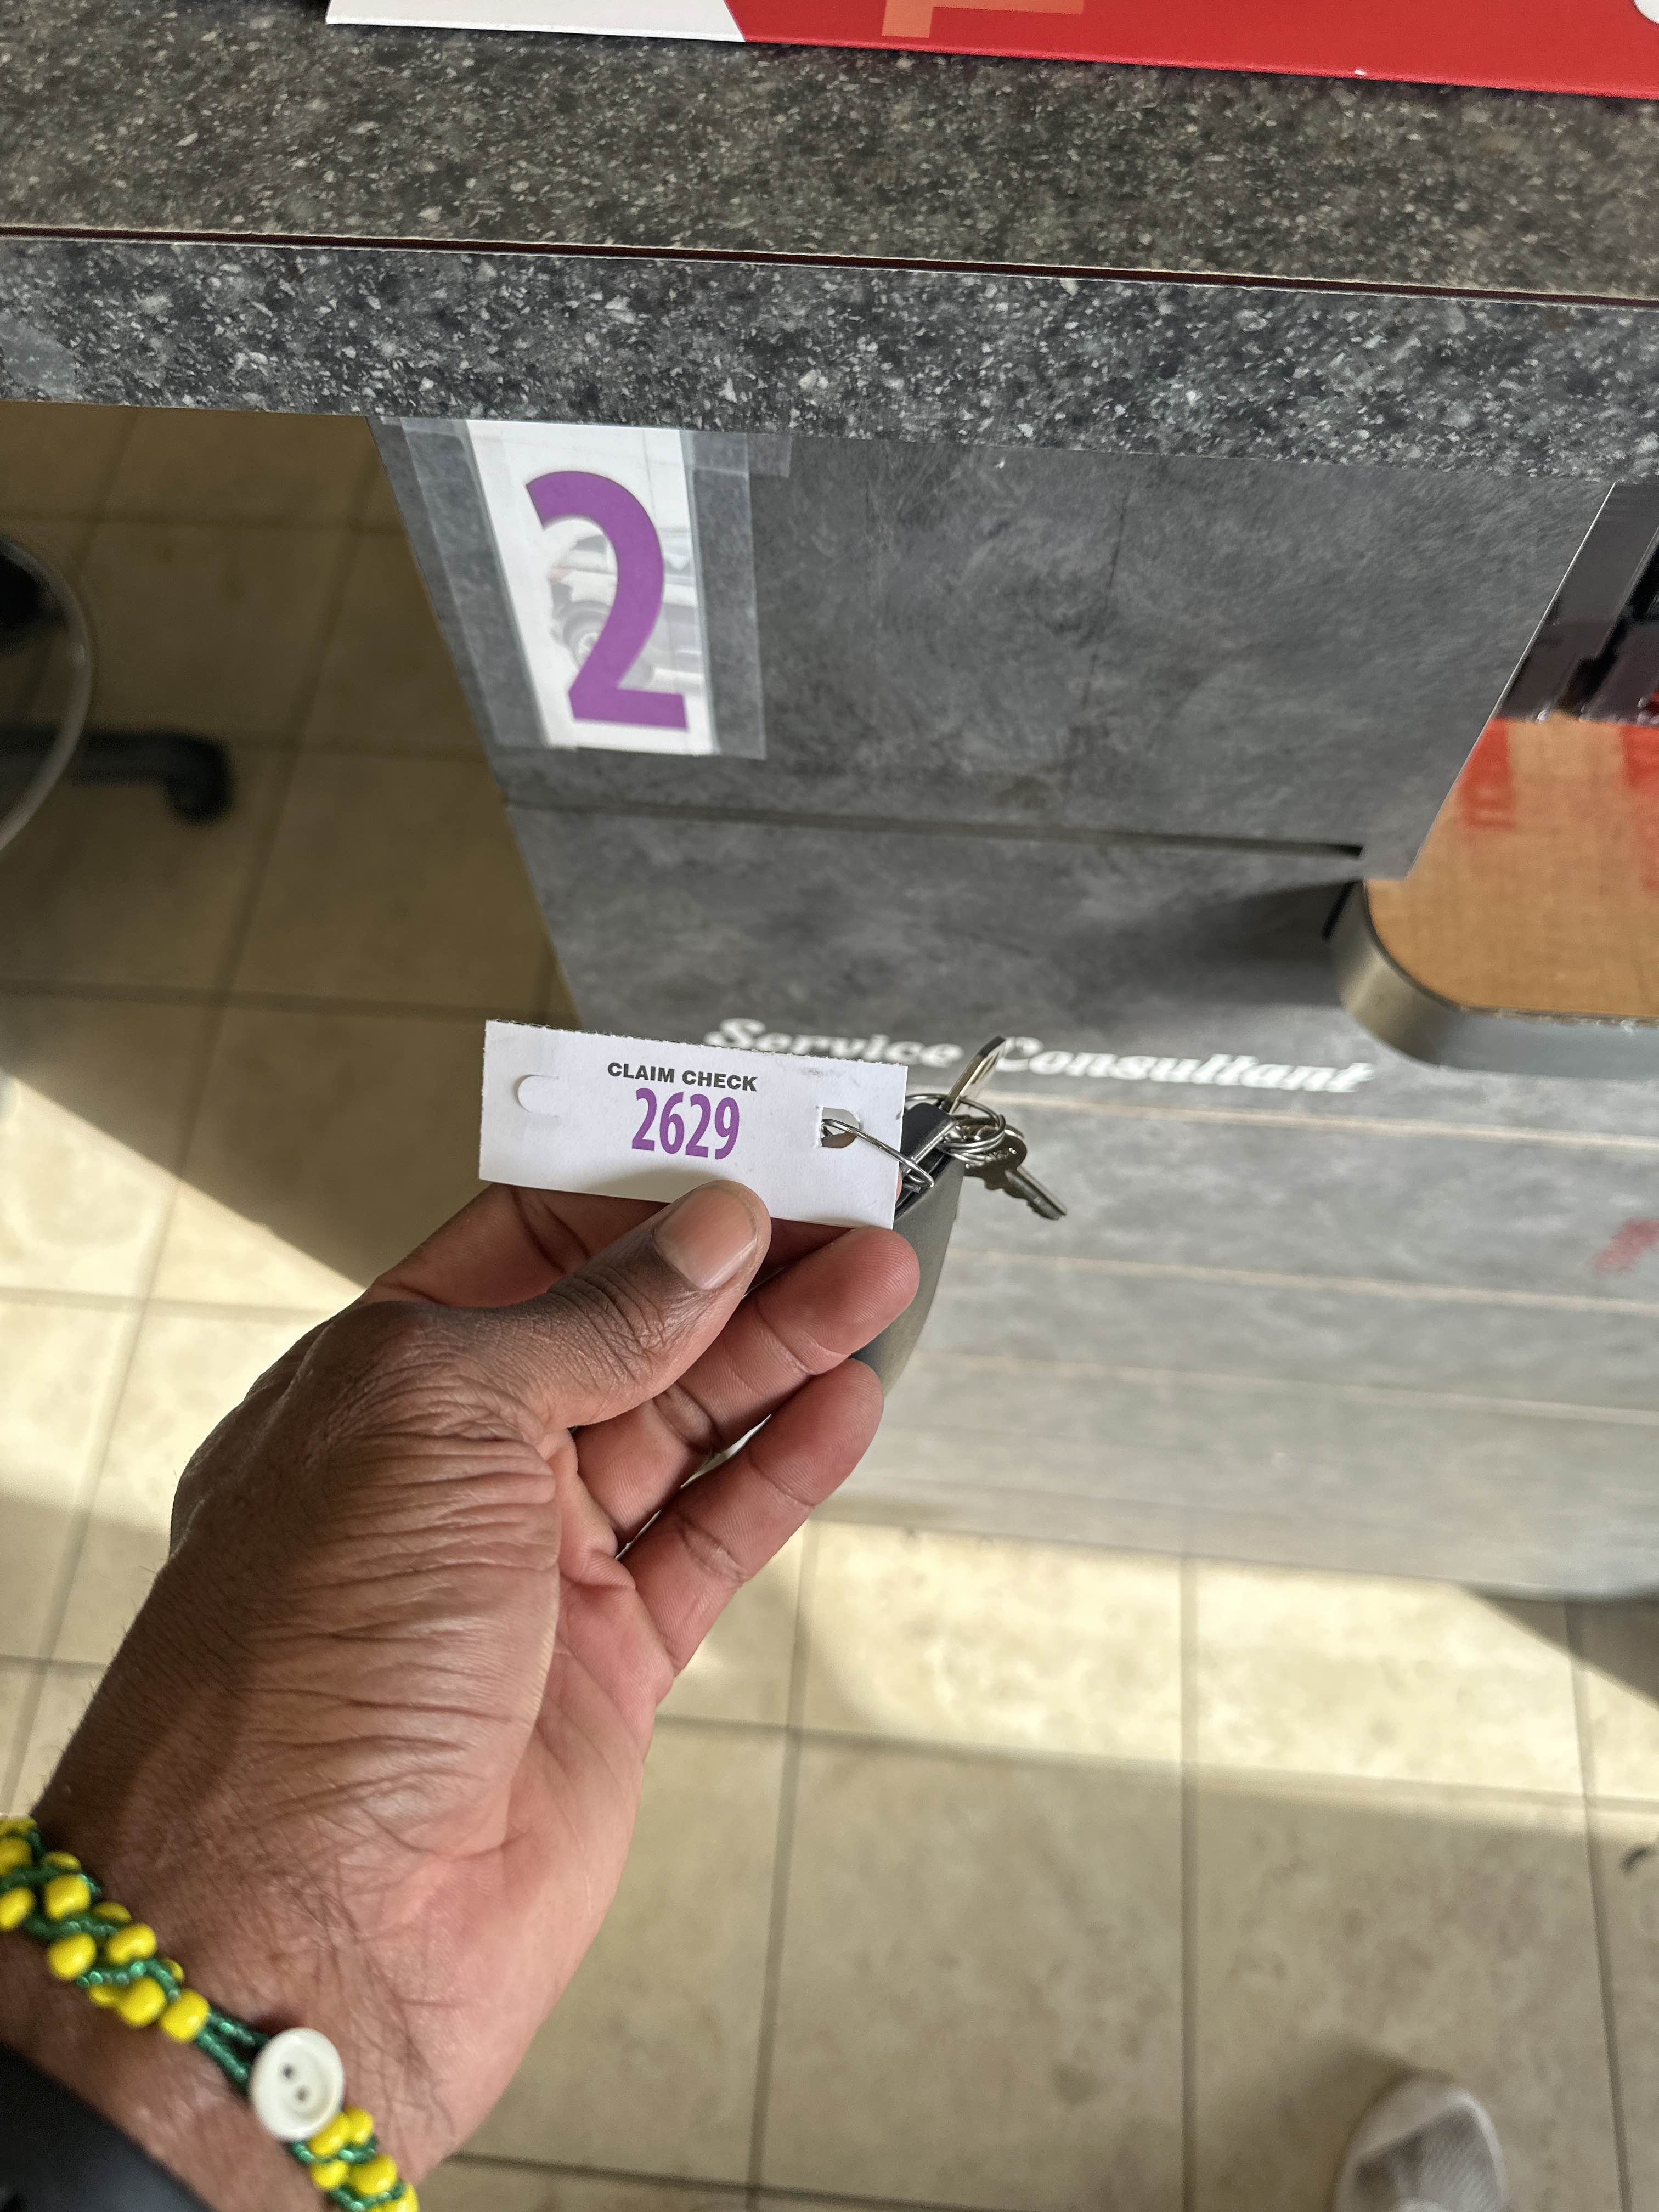 2
Service Consultant
CLAIM CHECK
2629